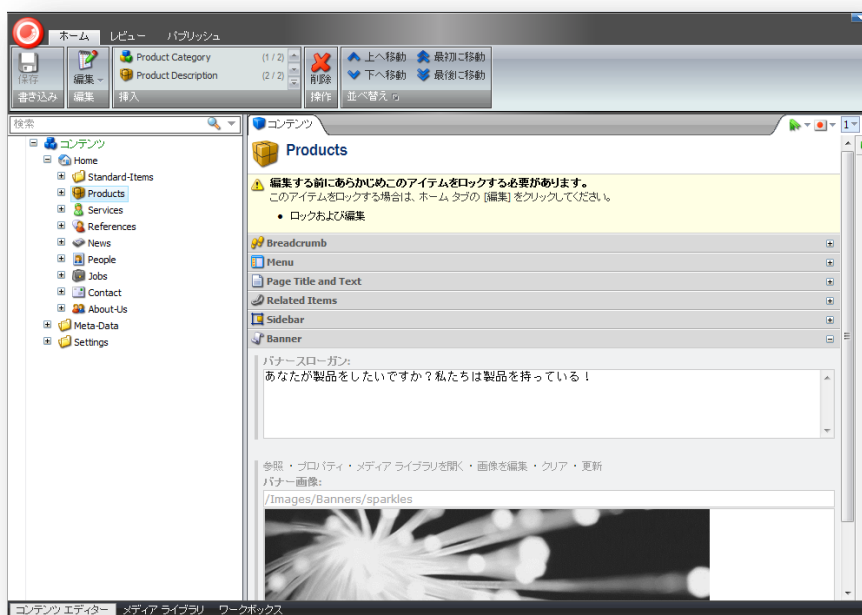 ホーム レビュー パブリッシュ
保存
書き込み
編集
編集
Product Category (1 / 2)
Product Description (2 / 2)
挿入
削除
操作
上へ移動 最初に移動
下へ移動 最後に移動
並べ替え
検索
コンテンツ
Home
Standard-Items
Products
Services
References
News
People
Jobs
Contact
About-Us
Meta-Data
Settings
コンテンツ
1
Products
編集する前にあらかじめこのアイテムをロックする必要があります。
このアイテムをロックする場合は、ホーム タブの [編集] をクリックしてください。
• ロックおよび編集
Breadcrumb
Menu
Page Title and Text
Related Items
Sidebar
Banner
バナースローガン:
あなたが製品をしたいですか？私たちは製品を持っている！
参照 ・ プロパティ ・ メディア ライブラリを開く ・ 画像を編集 ・ クリア ・ 更新
バナー画像:
/Images/Banners/sparkles
コンテンツ エディター メディア ライブラリ ワークボックス